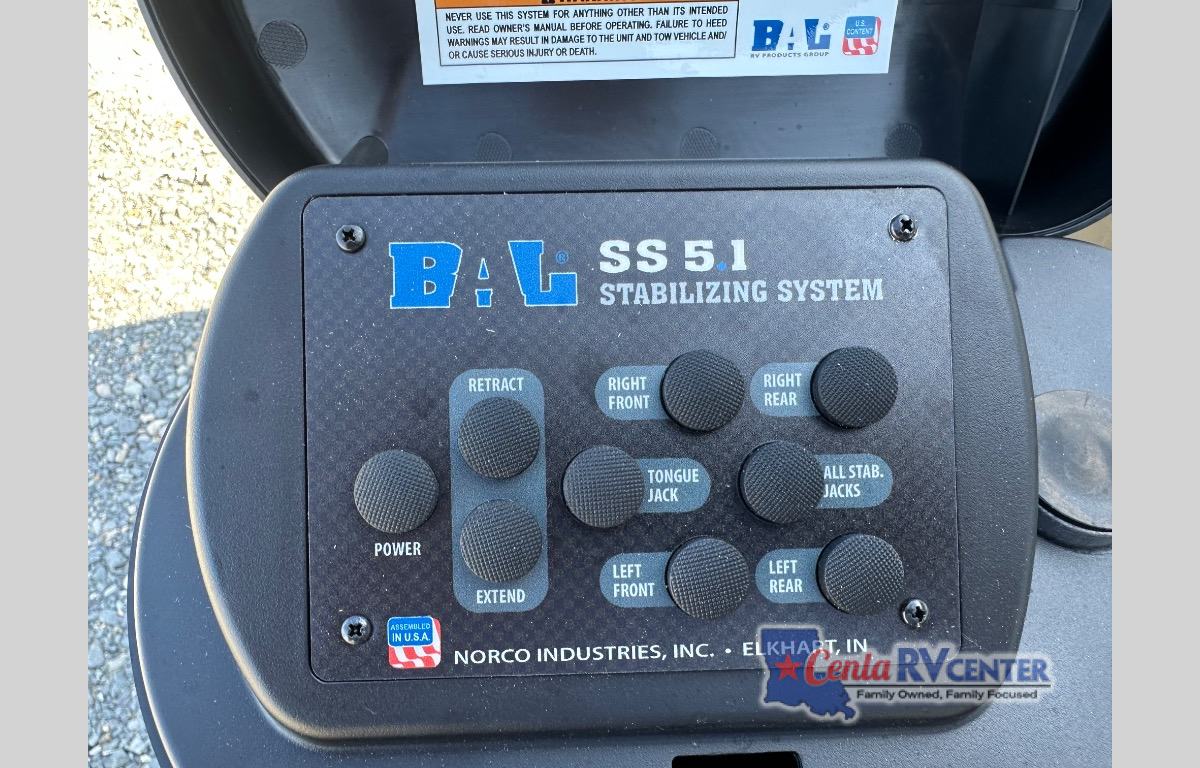 NEVER USE THIS SYSTEM FOR ANYTHING OTHER THAN ITS INTENDED
USE. READ OWNER'S MANUAL BEFORE OPERATING. FAILURE TO HEED
WARNINGS MAY RESULT IN DAMAGE TO THE UNIT AND TOW VEHICLE AND/
OR CAUSE SERIOUS INJURY OR DEATH.
BAL
RV PRODUCTS GROUP
U.S.
CONTENT
BAL® SS 5.1
STABILIZING SYSTEM
RETRACT
RIGHT
FRONT
RIGHT
REAR
TONGUE
JACK
ALL STAB.
JACKS
POWER
EXTEND
LEFT
FRONT
LEFT
REAR
ASSEMBLED
IN U.S.A.
NORCO INDUSTRIES, INC. • ELKHART, IN
Cenla RV CENTER
Family Owned, Family Focused